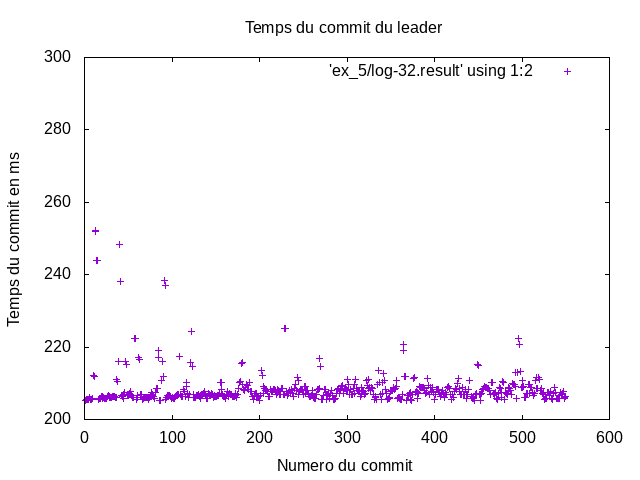 Temps du commit du leader
300
'ex_5/log-32.result' using 1:2
280
260
240
220
200
Temps du commit en ms
0 100 200 300 400 500 600
Numero du commit